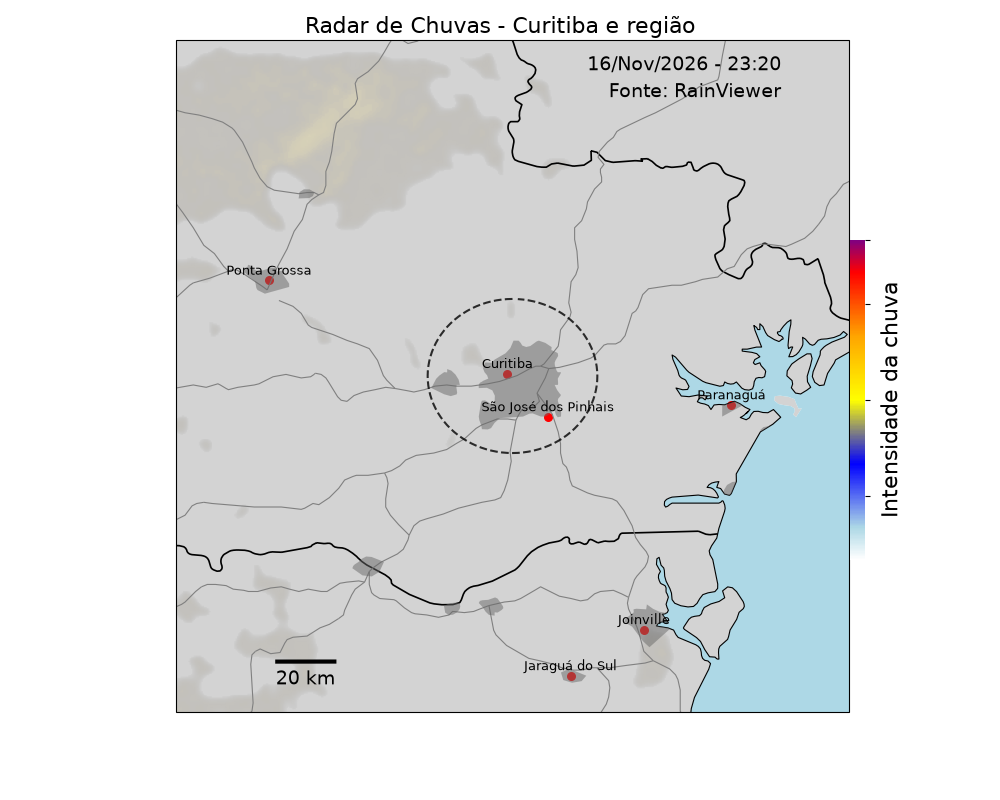 Radar de Chuvas - Curitiba e região
16/Nov/2026 - 23:20
Fonte: RainViewer
Ponta Grossa
Curitiba
Paranaguá
São José dos Pinhais
Joinville
Jaraguá do Sul
20 km
Intensidade da chuva